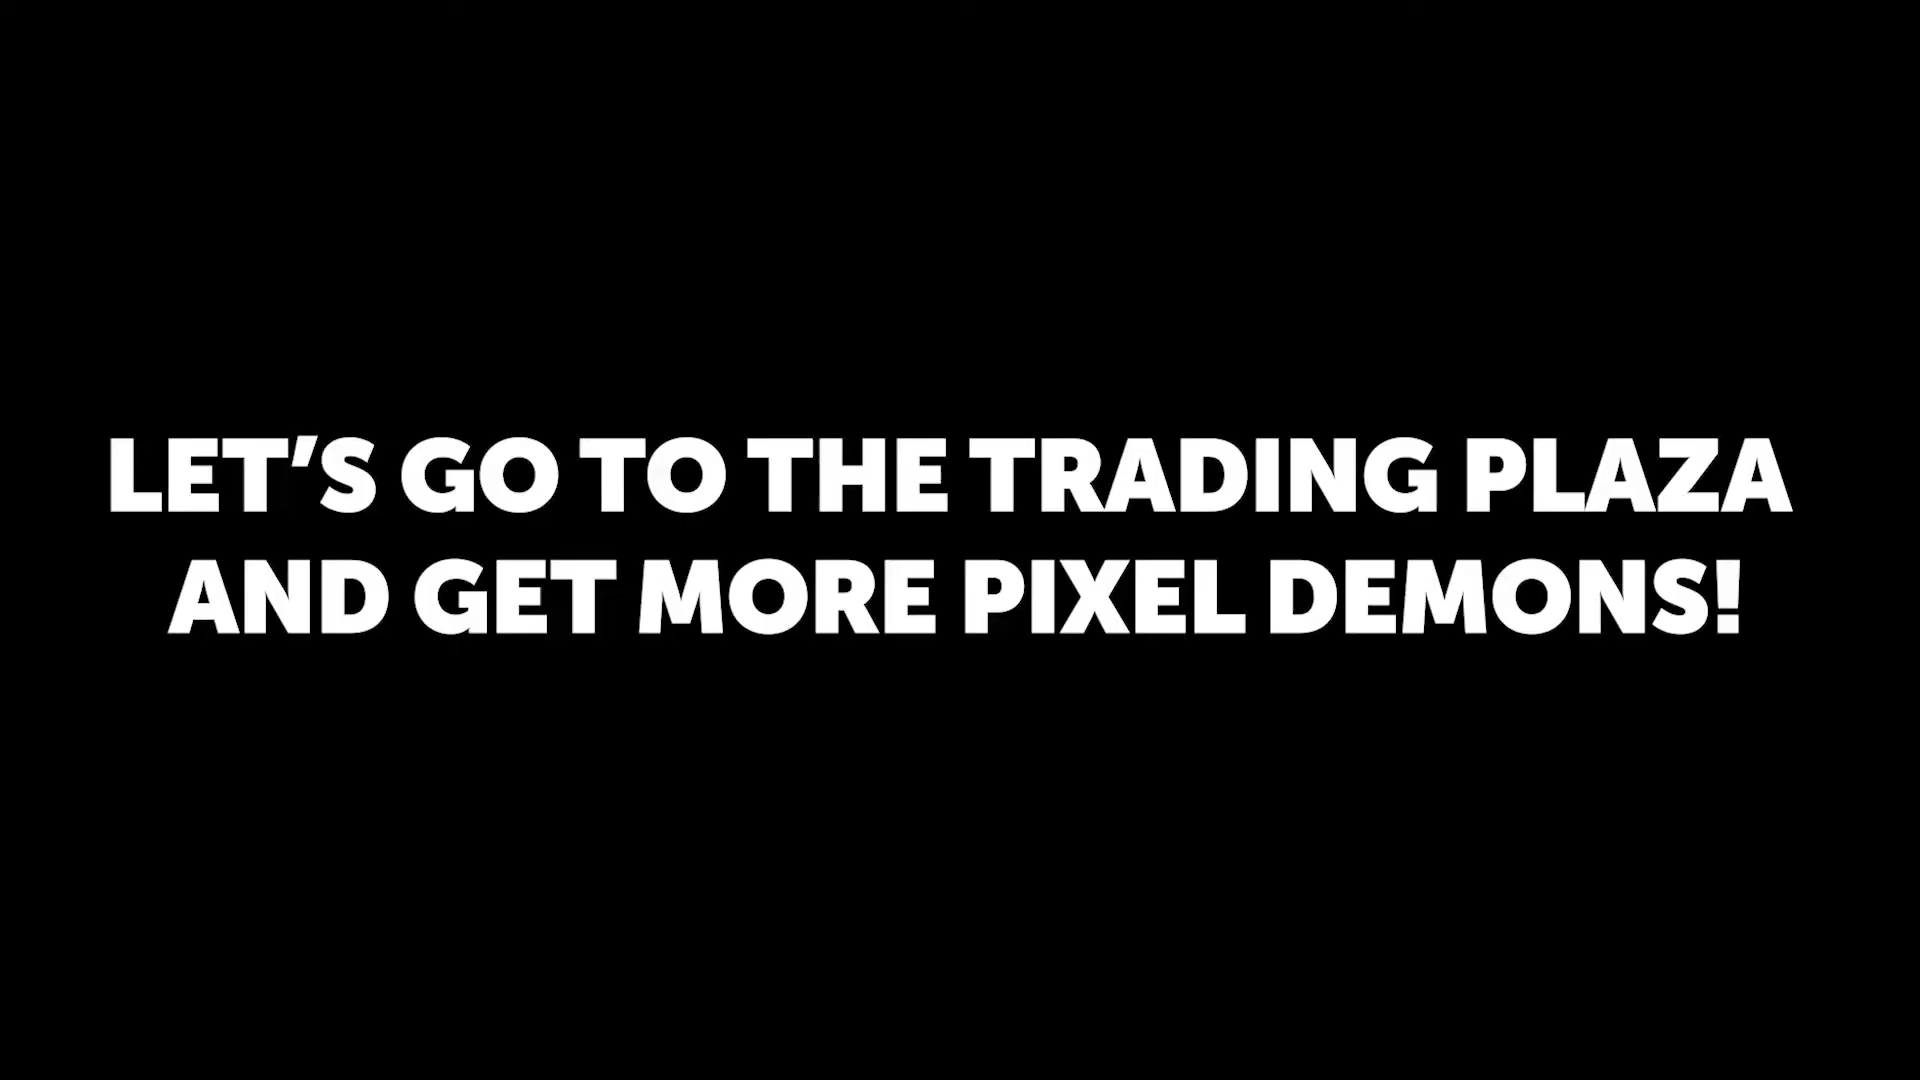 LET’S GO TO THE TRADING PLAZA
AND GET MORE PIXEL DEMONS!